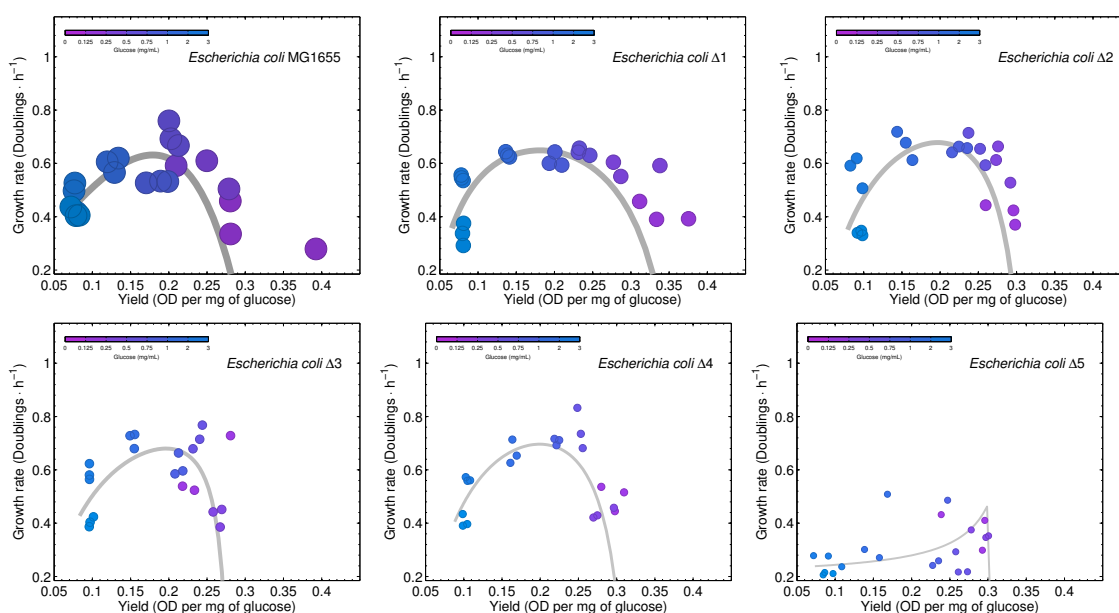 Escherichia coli MG1655
Growth rate (Doublings · h⁻¹)
1
0.8
0.6
0.4
0.2
0 0.125 0.25 0.5 0.75 1 2 3
Glucose (mg/mL)
0.05 0.1 0.15 0.2 0.25 0.3 0.35 0.4
Yield (OD per mg of glucose)
Escherichia coli Δ1
Growth rate (Doublings · h⁻¹)
1
0.8
0.6
0.4
0.2
0 0.125 0.25 0.5 0.75 1 2 3
Glucose (mg/mL)
0.05 0.1 0.15 0.2 0.25 0.3 0.35 0.4
Yield (OD per mg of glucose)
Escherichia coli Δ2
Growth rate (Doublings · h⁻¹)
1
0.8
0.6
0.4
0.2
0 0.125 0.25 0.5 0.75 1 2 3
Glucose (mg/mL)
0.05 0.1 0.15 0.2 0.25 0.3 0.35 0.4
Yield (OD per mg of glucose)
Escherichia coli Δ3
Growth rate (Doublings · h⁻¹)
1
0.8
0.6
0.4
0.2
0 0.125 0.25 0.5 0.75 1 2 3
Glucose (mg/mL)
0.05 0.1 0.15 0.2 0.25 0.3 0.35 0.4
Yield (OD per mg of glucose)
Escherichia coli Δ4
Growth rate (Doublings · h⁻¹)
1
0.8
0.6
0.4
0.2
0 0.125 0.25 0.5 0.75 1 2 3
Glucose (mg/mL)
0.05 0.1 0.15 0.2 0.25 0.3 0.35 0.4
Yield (OD per mg of glucose)
Escherichia coli Δ5
Growth rate (Doublings · h⁻¹)
1
0.8
0.6
0.4
0.2
0 0.125 0.25 0.5 0.75 1 2 3
Glucose (mg/mL)
0.05 0.1 0.15 0.2 0.25 0.3 0.35 0.4
Yield (OD per mg of glucose)